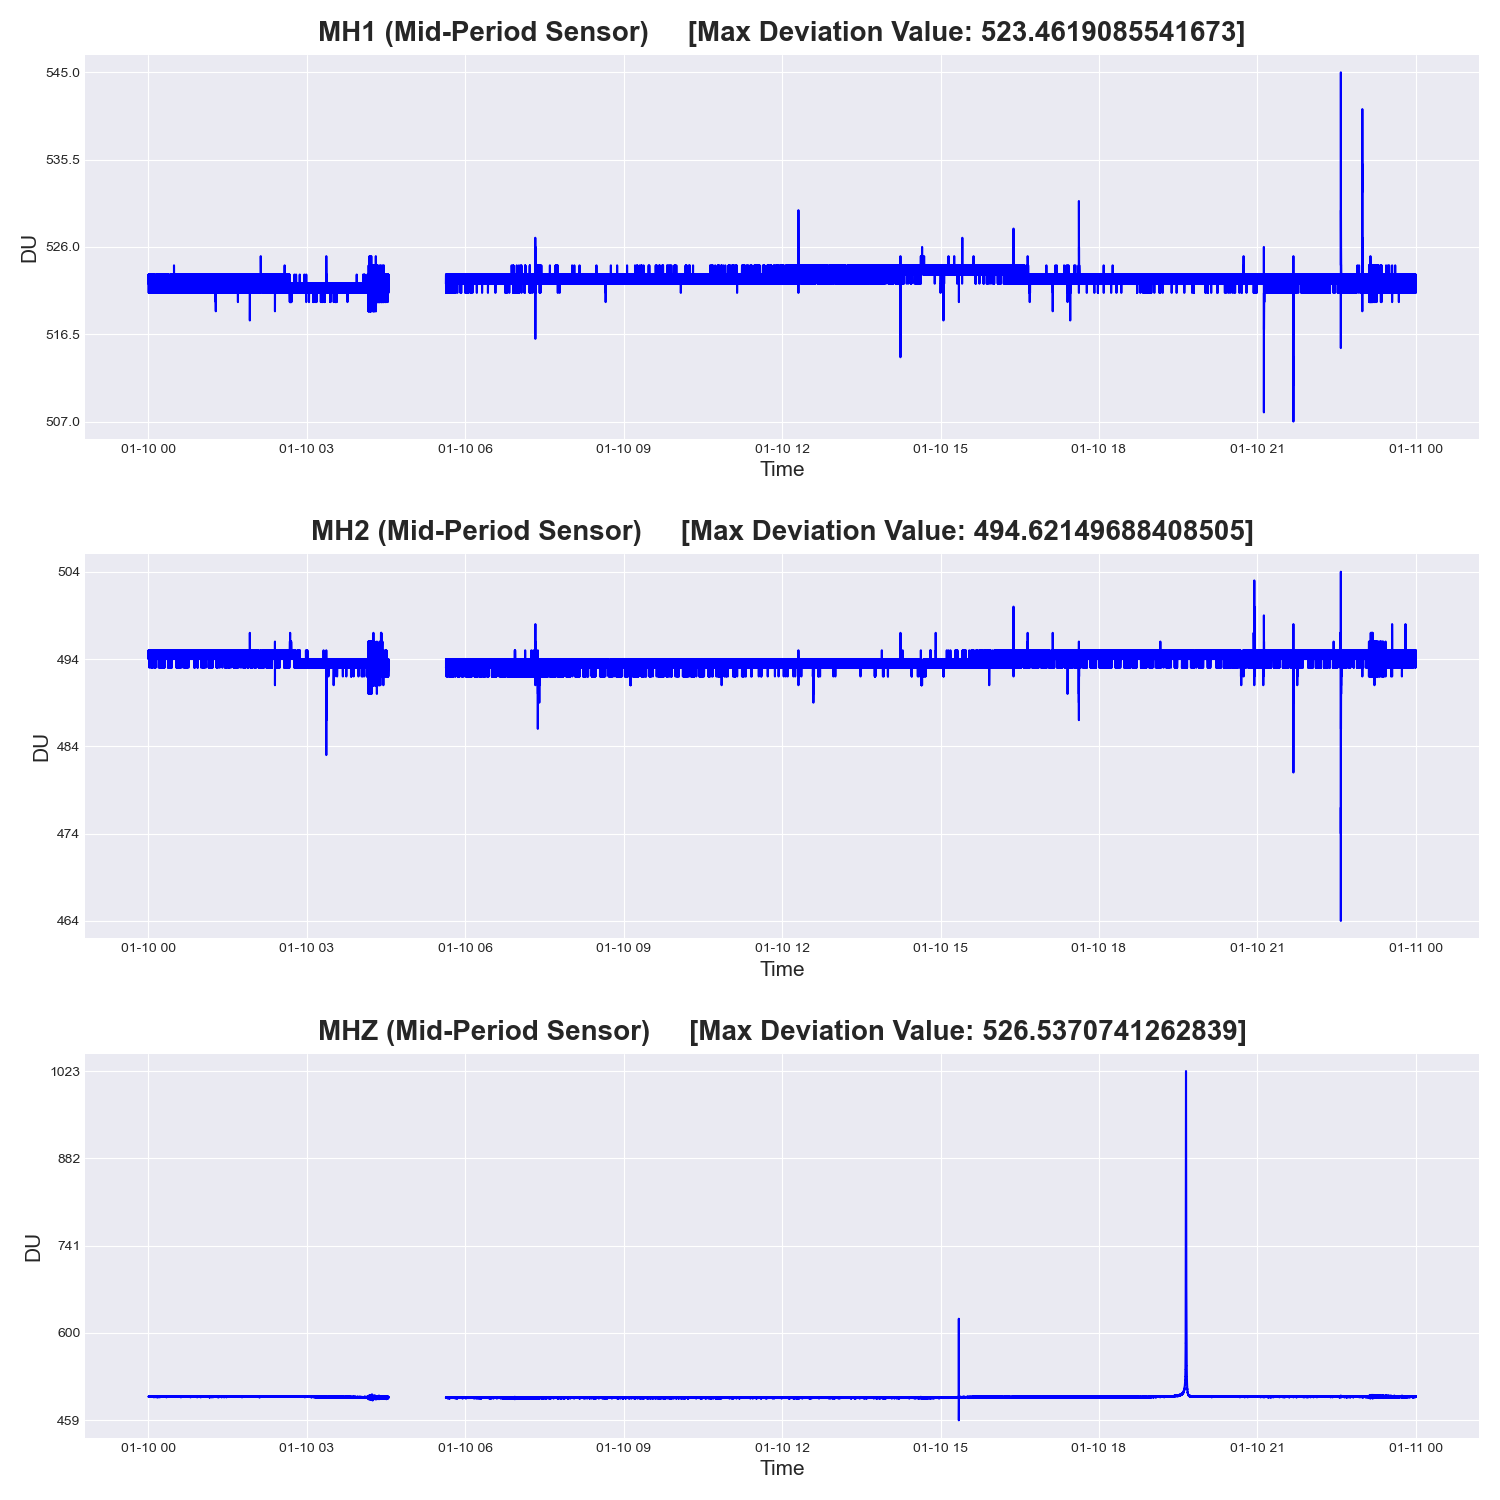 MH1 (Mid-Period Sensor) [Max Deviation Value: 523.4619085541673]
545.0
535.5
526.0
516.5
507.0
DU
01-10 00 01-10 03 01-10 06 01-10 09 01-10 12 01-10 15 01-10 18 01-10 21 01-11 00
Time
MH2 (Mid-Period Sensor) [Max Deviation Value: 494.62149688408505]
504
494
484
474
464
DU
01-10 00 01-10 03 01-10 06 01-10 09 01-10 12 01-10 15 01-10 18 01-10 21 01-11 00
Time
MHZ (Mid-Period Sensor) [Max Deviation Value: 526.5370741262839]
1023
882
741
600
459
DU
01-10 00 01-10 03 01-10 06 01-10 09 01-10 12 01-10 15 01-10 18 01-10 21 01-11 00
Time